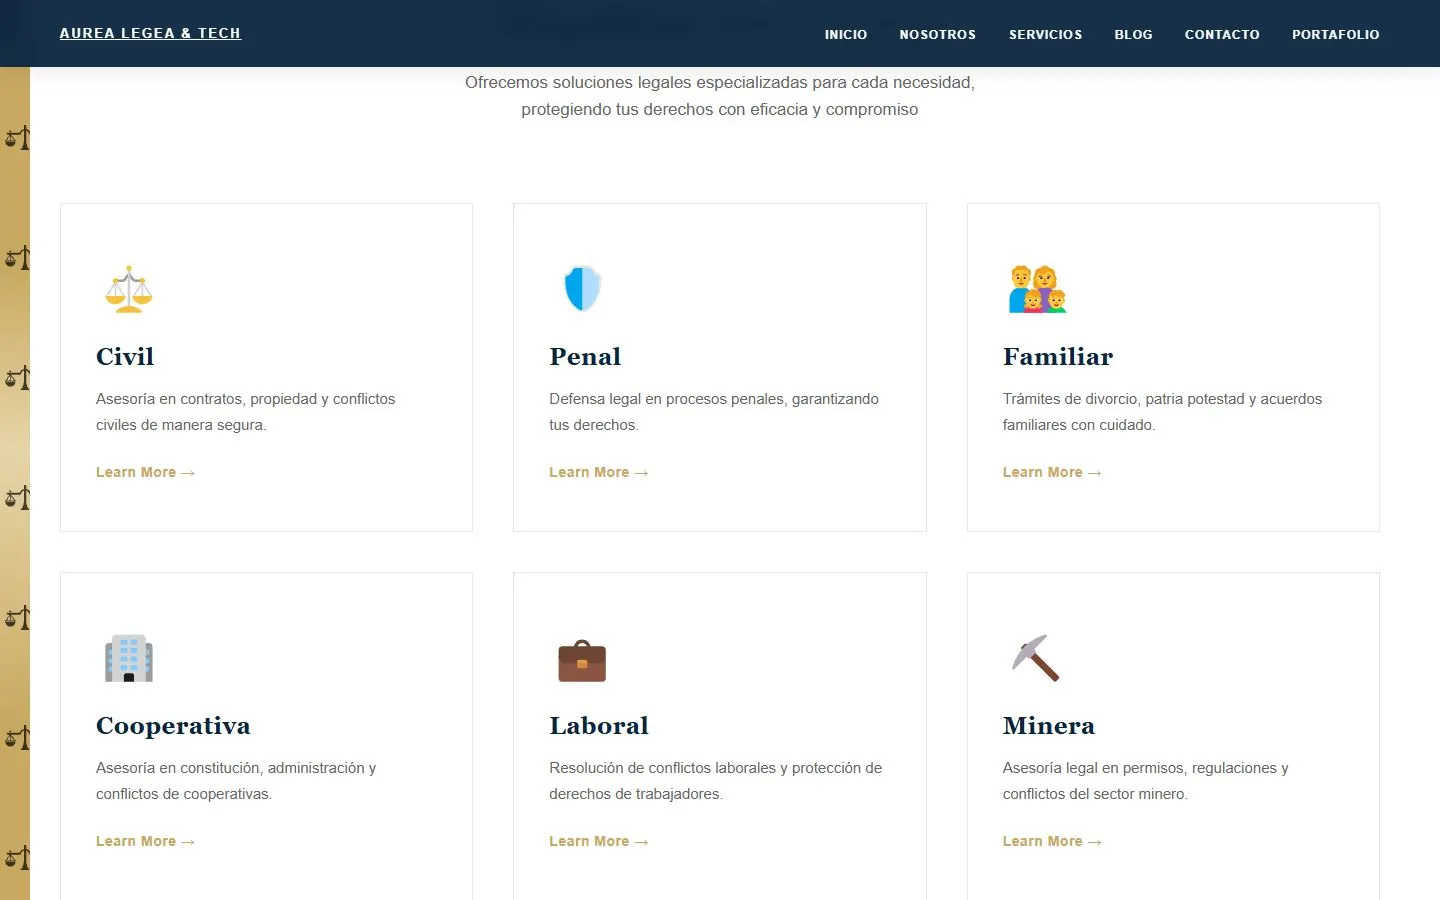 AUREA LEGEA & TECH
INICIO NOSOTROS SERVICIOS BLOG CONTACTO PORTAFOLIO
Ofrecemos soluciones legales especializadas para cada necesidad,
protegiendo tus derechos con eficacia y compromiso
Civil
Asesoría en contratos, propiedad y conflictos
civiles de manera segura.
Learn More →
Penal
Defensa legal en procesos penales, garantizando
tus derechos.
Learn More →
Familiar
Trámites de divorcio, patria potestad y acuerdos
familiares con cuidado.
Learn More →
Cooperativa
Asesoría en constitución, administración y
conflictos de cooperativas.
Learn More →
Laboral
Resolución de conflictos laborales y protección de
derechos de trabajadores.
Learn More →
Minera
Asesoría legal en permisos, regulaciones y
conflictos del sector minero.
Learn More →